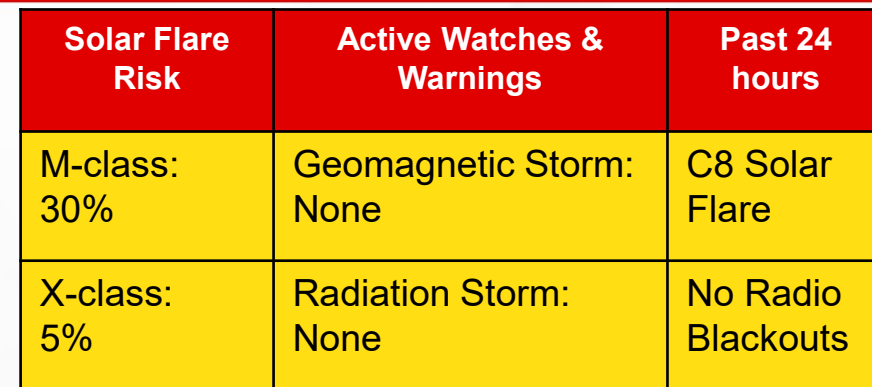 Solar Flare
Risk
Active Watches &
Warnings
Past 24
hours
M-class:
30%
Geomagnetic Storm:
None
C8 Solar
Flare
X-class:
5%
Radiation Storm:
None
No Radio
Blackouts